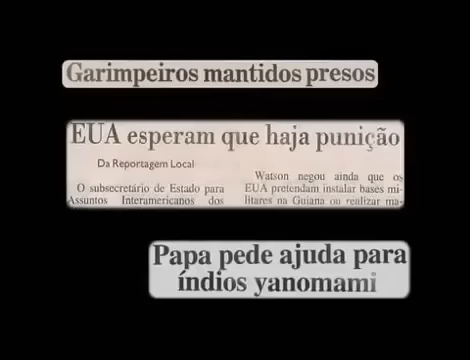 Garimpeiros mantidos presos
EUA esperam que haja punição
Da Reportagem Local
O subsecretário de Estado para
Assuntos Interamericanos dos
Watson negou ainda que os
EUA pretendam instalar bases mi-
litares na Guiana ou realizar ma-
Papa pede ajuda para
índios yanomami